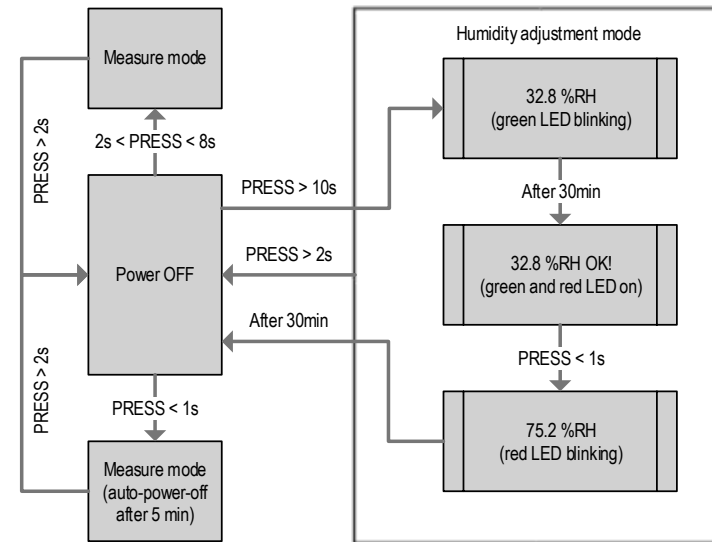 Measure mode
PRESS > 2s
2s < PRESS < 8s
Power OFF
PRESS > 2s
PRESS < 1s
Measure mode
(auto-power-off
after 5 min)
PRESS > 10s
PRESS > 2s
After 30min
Humidity adjustment mode
32.8 %RH
(green LED blinking)
After 30min
32.8 %RH OK!
(green and red LED on)
PRESS < 1s
75.2 %RH
(red LED blinking)